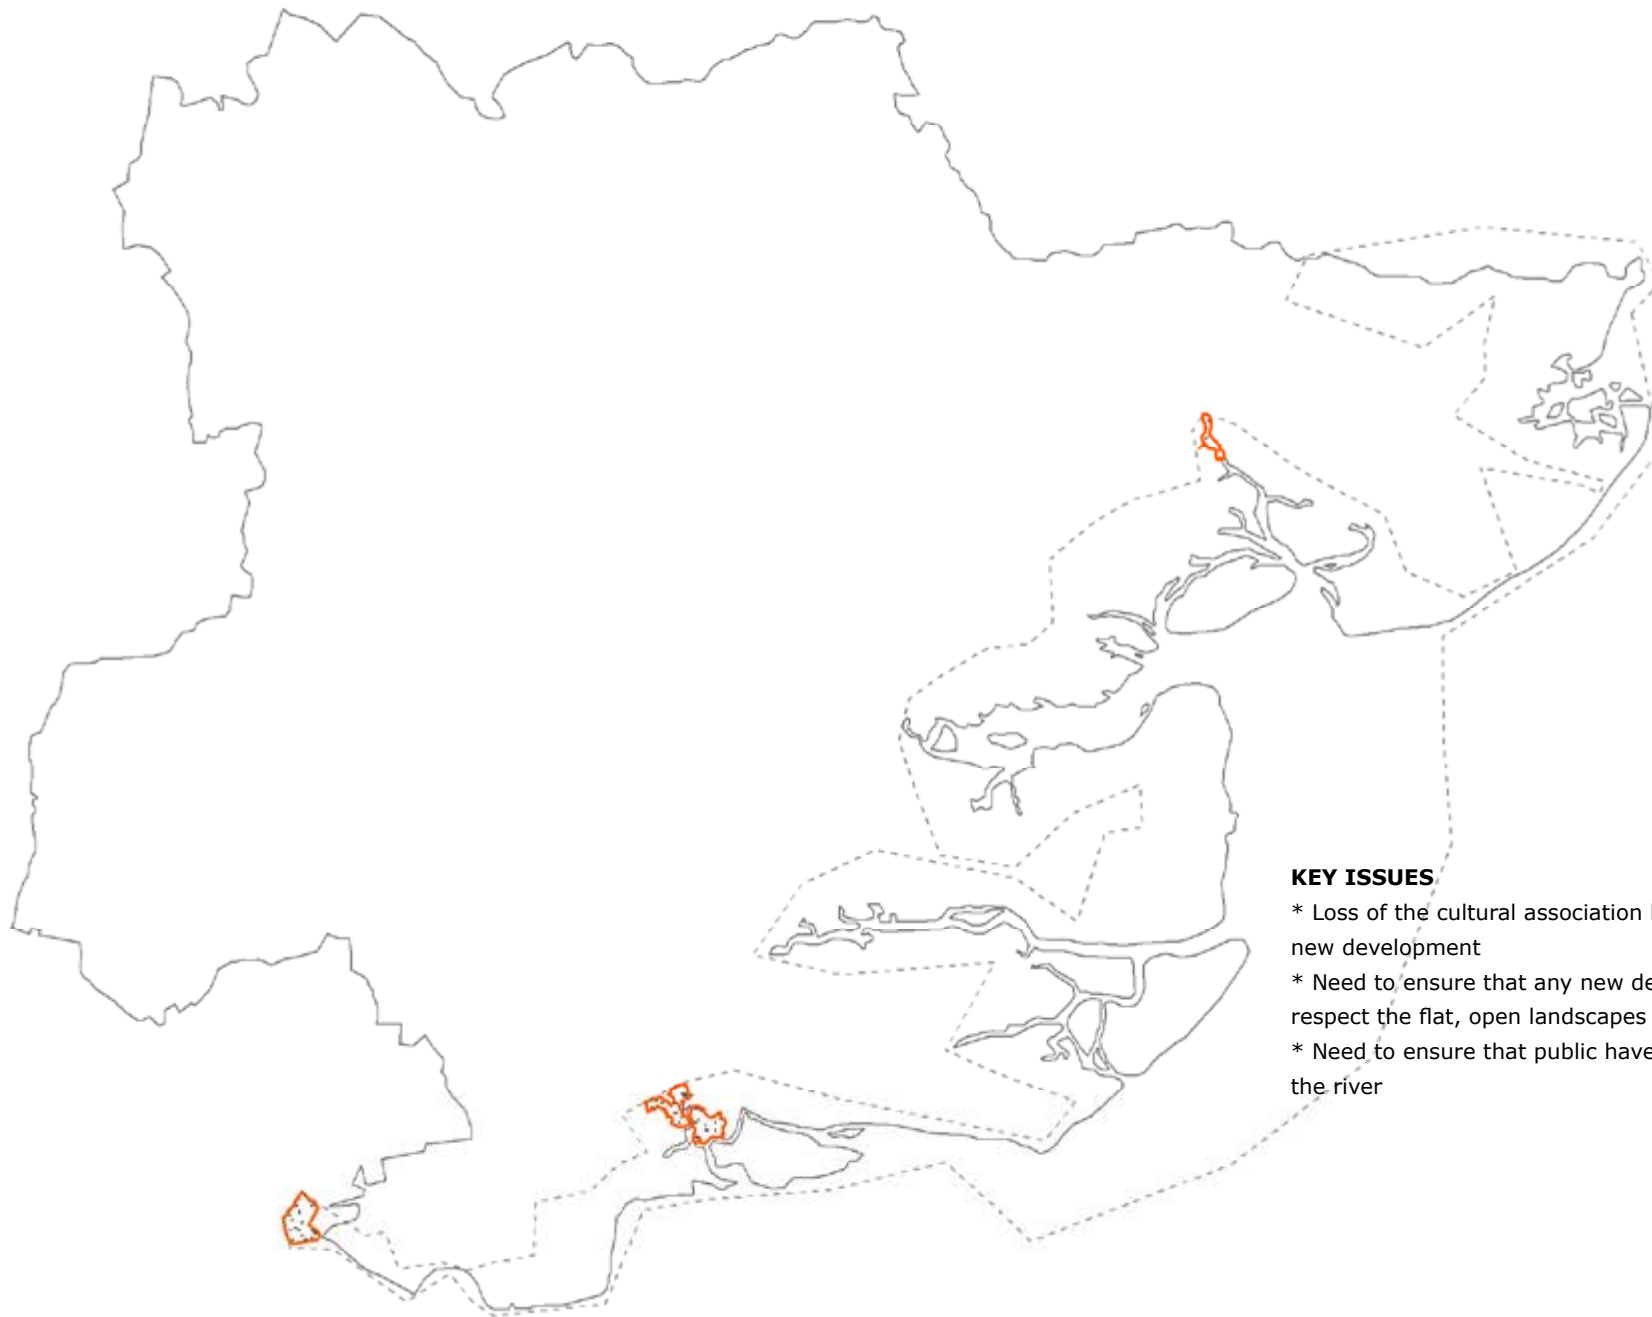 KEY ISSUES
* Loss of the cultural association
new development
* Need to ensure that any new de
respect the flat, open landscapes
* Need to ensure that public have
the river